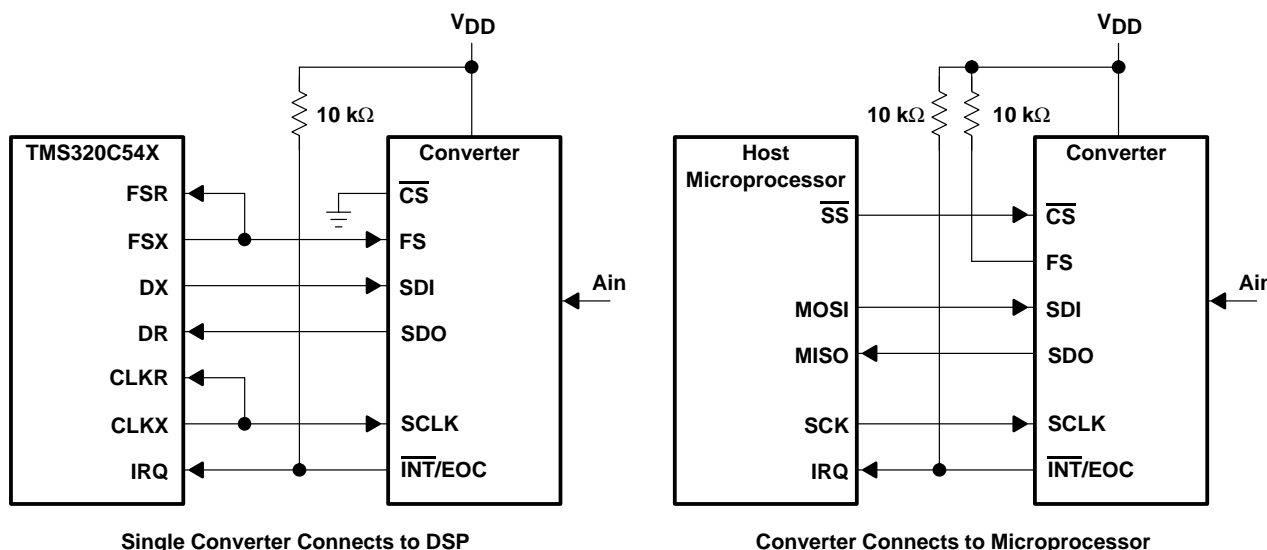 VDD
10 kΩ
TMS320C54X
Converter
FSR
CS
FSX
FS
DX
SDI
Ain
DR
SDO
CLKR
CLKX
SCLK
IRQ
INT/EOC
Single Converter Connects to DSP
VDD
10 kΩ
10 kΩ
Host
Microprocessor
Converter
SS
CS
FS
MOSI
SDI
Ain
MISO
SDO
SCK
SCLK
IRQ
INT/EOC
Converter Connects to Microprocessor